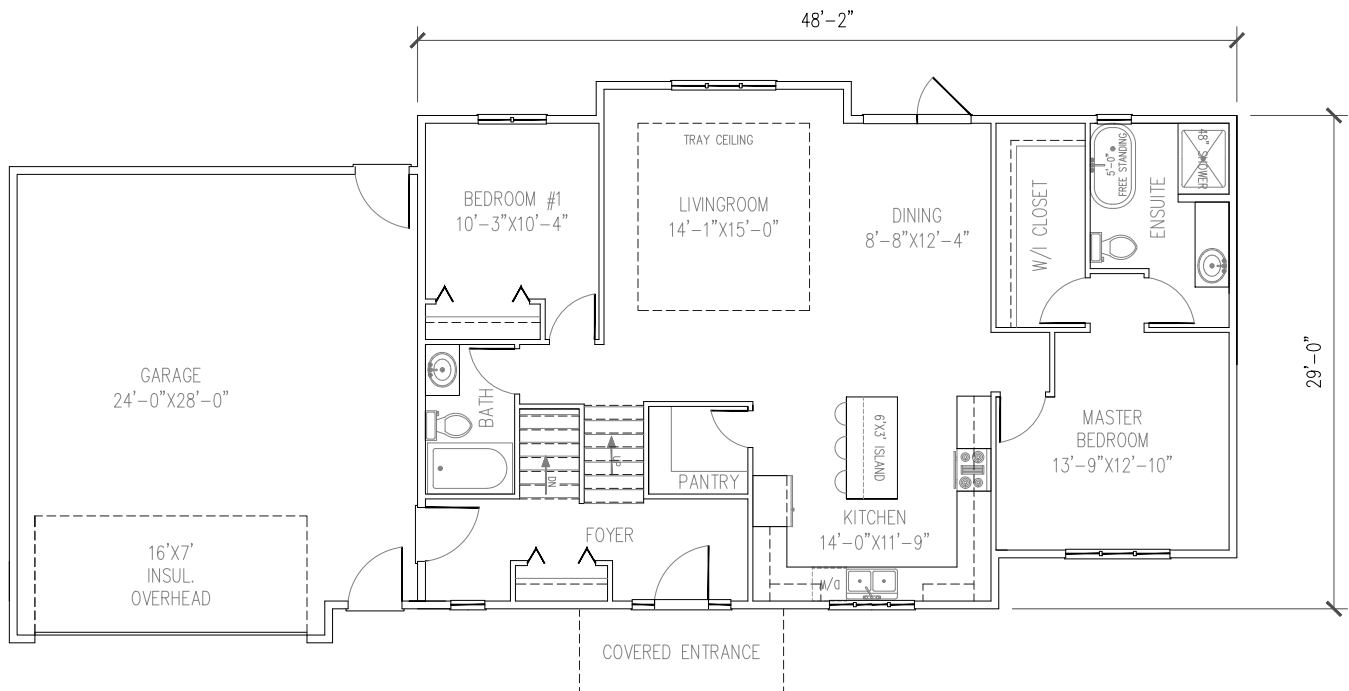 48'-2"
TRAY CEILING
BEDROOM #1
10'-3"X10'-4"
LIVINGROOM
14'-1"X15'-0"
DINING
8'-8"X12'-4"
W/I CLOSET
5'-0"
FREE STANDING
ENSUITE
48" SHOWER
29'-0"
GARAGE
24'-0"X28'-0"
BATH
DN
UP
PANTRY
6'X3' ISLAND
MASTER
BEDROOM
13'-9"X12'-10"
KITCHEN
14'-0"X11'-9"
FOYER
D/W
16'X7'
INSUL.
OVERHEAD
COVERED ENTRANCE